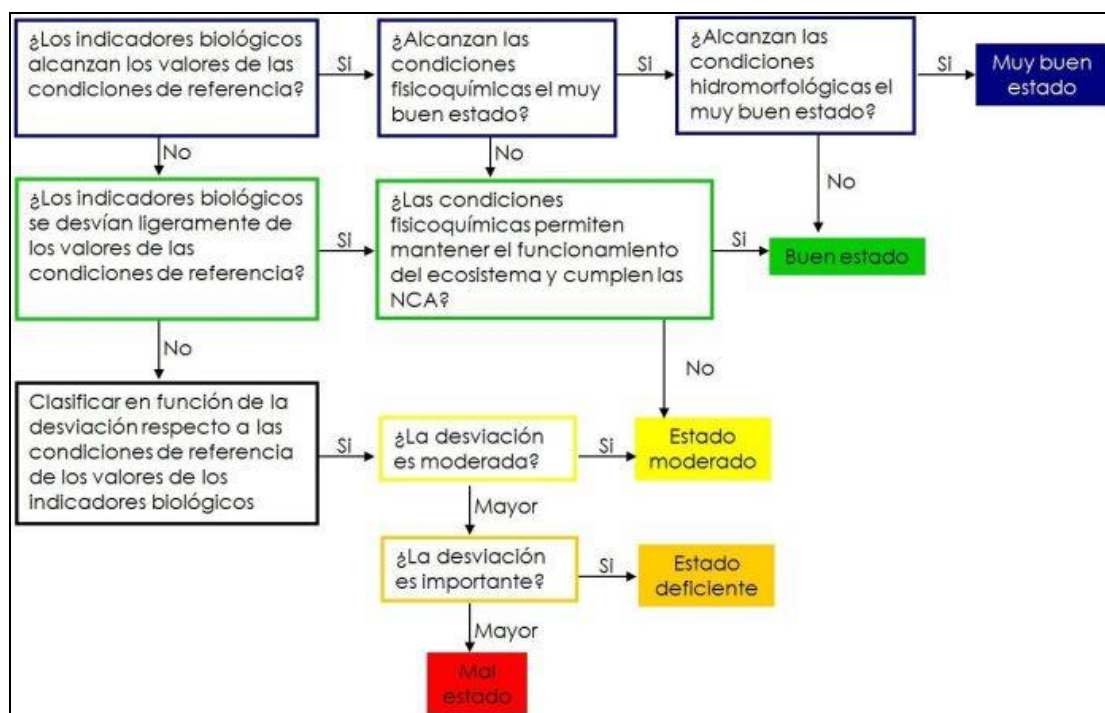 ¿Los indicadores biológicos
alcanzan los valores de las
condiciones de referencia?
Si
¿Alcanzan las
condiciones
fisicoquímicas el muy
buen estado?
Si
¿Alcanzan las
condiciones
hidromorfológicas el
muy buen estado?
Si
Muy buen
estado
No
No
No
¿Los indicadores biológicos
se desvían ligeramente de
los valores de las
condiciones de referencia?
Si
¿Las condiciones
fisicoquímicas permiten
mantener el funcionamiento
del ecosistema y cumplen las
NCA?
Si
Buen estado
No
No
Clasificar en función de la
desviación respecto a las
condiciones de referencia
de los valores de los
indicadores biológicos
Si
¿La desviación
es moderada?
Si
Estado
moderado
Mayor
¿La desviación
es importante?
Si
Estado
deficiente
Mayor
Mal
estado